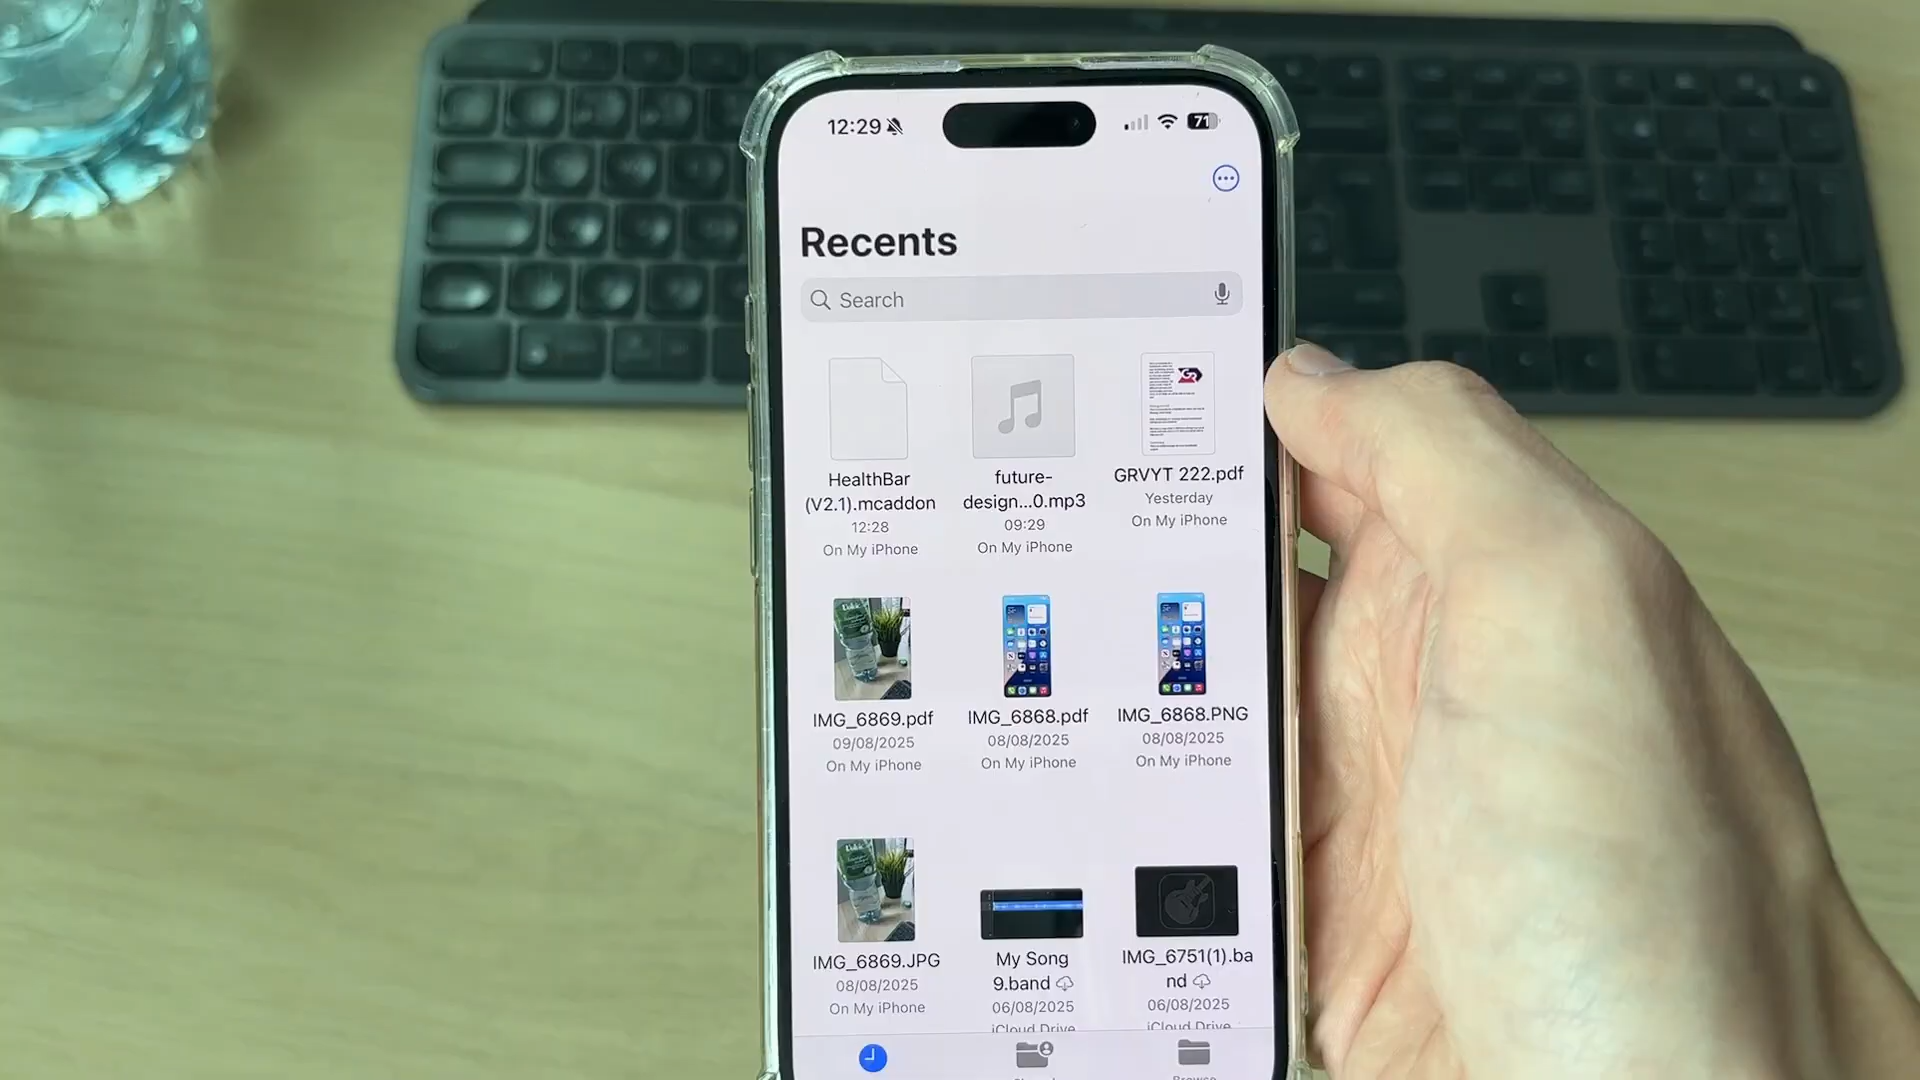 12:29
71
Recents
Search
HealthBar
(V2.1).mcaddon
12:28
On My iPhone
future-
design...0.mp3
09:29
On My iPhone
GRVYT 222.pdf
Yesterday
On My iPhone
IMG_6869.pdf
09/08/2025
On My iPhone
IMG_6868.pdf
08/08/2025
On My iPhone
IMG_6868.PNG
08/08/2025
On My iPhone
IMG_6869.JPG
08/08/2025
On My iPhone
My Song
9.band
06/08/2025
iCloud Drive
IMG_6751(1).ba
nd
06/08/2025
iCloud Drive
Browse